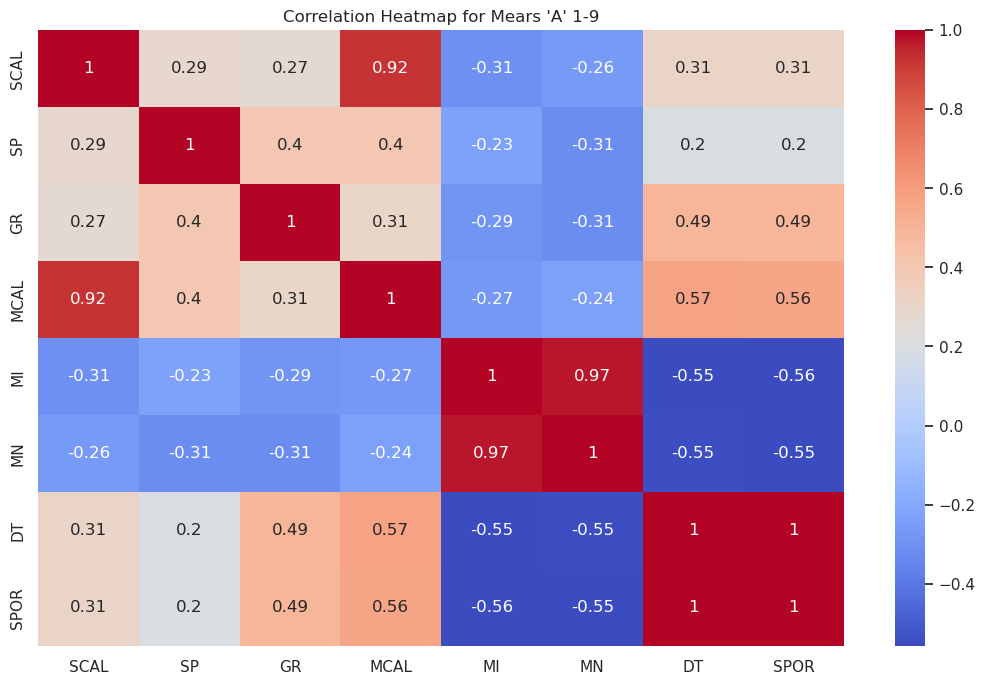 Correlation Heatmap for Mears 'A' 1-9
SCAL 1 0.29 0.27 0.92 -0.31 -0.26 0.31 0.31
SP 0.29 1 0.4 0.4 -0.23 -0.31 0.2 0.2
GR 0.27 0.4 1 0.31 -0.29 -0.31 0.49 0.49
MCAL 0.92 0.4 0.31 1 -0.27 -0.24 0.57 0.56
MI -0.31 -0.23 -0.29 -0.27 1 0.97 -0.55 -0.56
MN -0.26 -0.31 -0.31 -0.24 0.97 1 -0.55 -0.55
DT 0.31 0.2 0.49 0.57 -0.55 -0.55 1 1
SPOR 0.31 0.2 0.49 0.56 -0.56 -0.55 1 1
SCAL SP GR MCAL MI MN DT SPOR
1.0
0.8
0.6
0.4
0.2
0.0
−0.2
−0.4